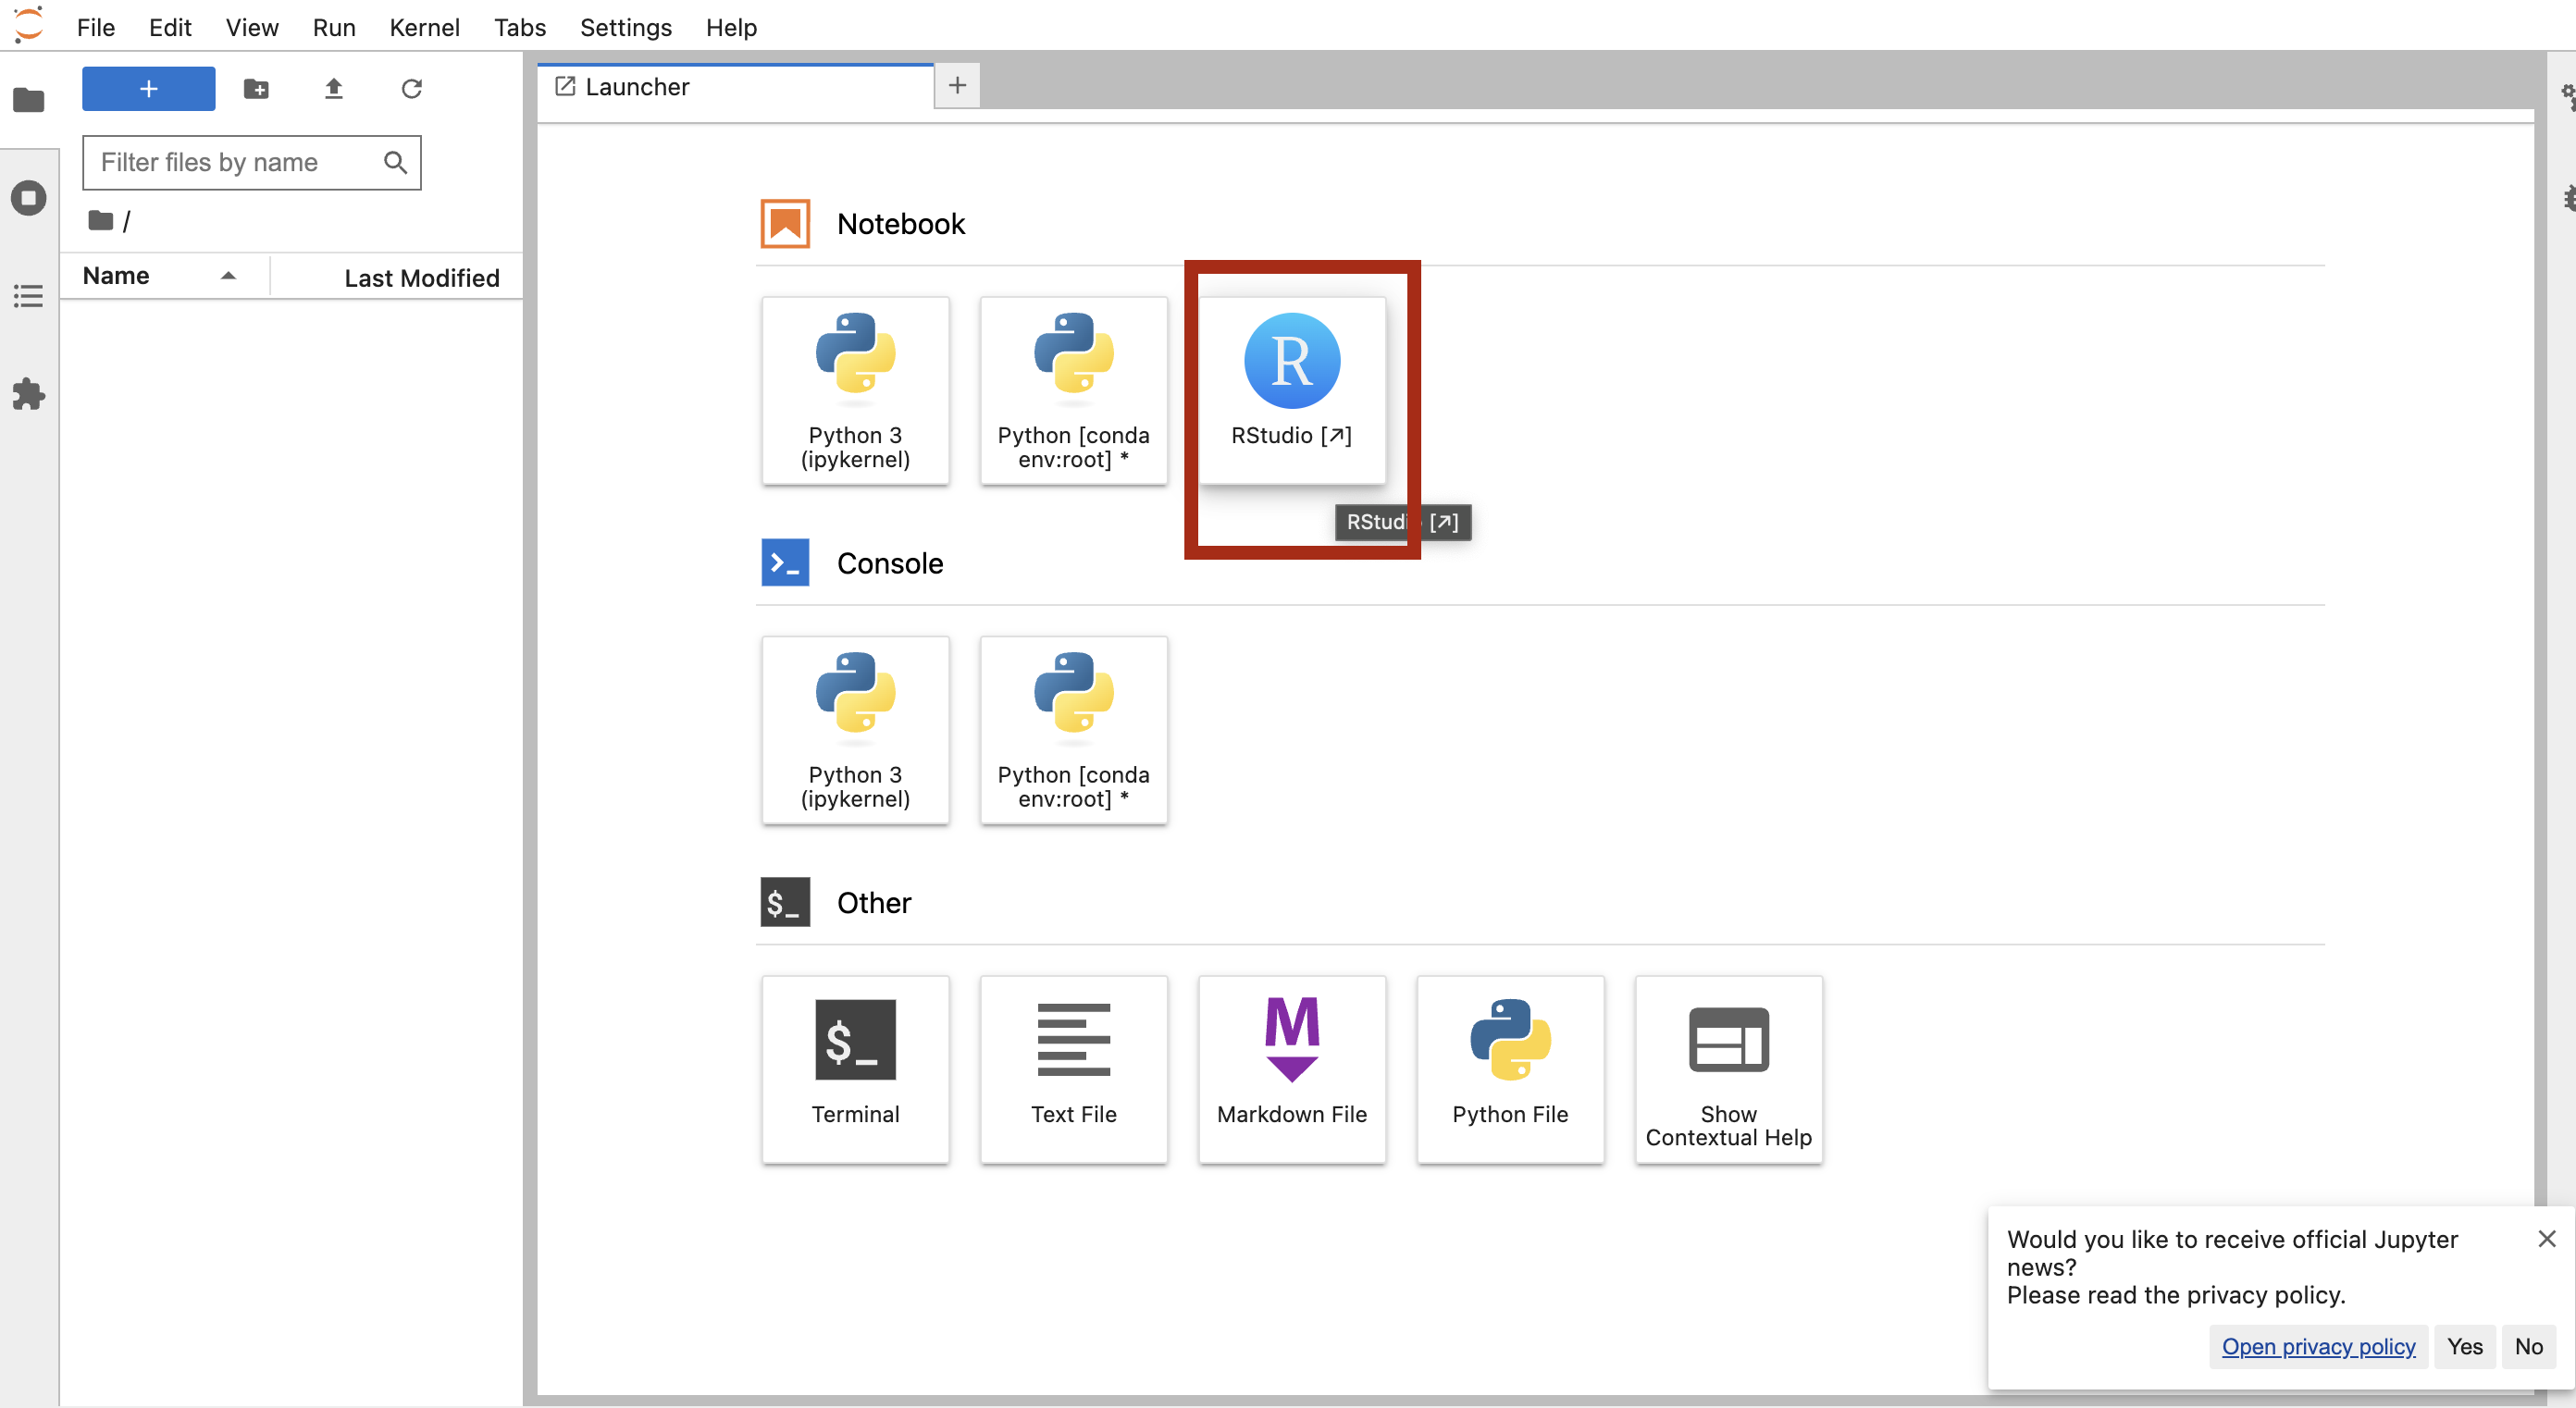 File Edit View Run Kernel Tabs Settings Help
+
Launcher
+
Filter files by name
/
Name
Last Modified
Notebook
R
Python 3
(ipykernel)
Python [conda
env:root] *
RStudio [↗]
RStudio [↗]
>_ Console
Python 3
(ipykernel)
Python [conda
env:root] *
$_ Other
$_
M
Terminal
Text File
Markdown File
Python File
Show
Contextual Help
Would you like to receive official Jupyter
news?
Please read the privacy policy.
Open privacy policy
Yes
No